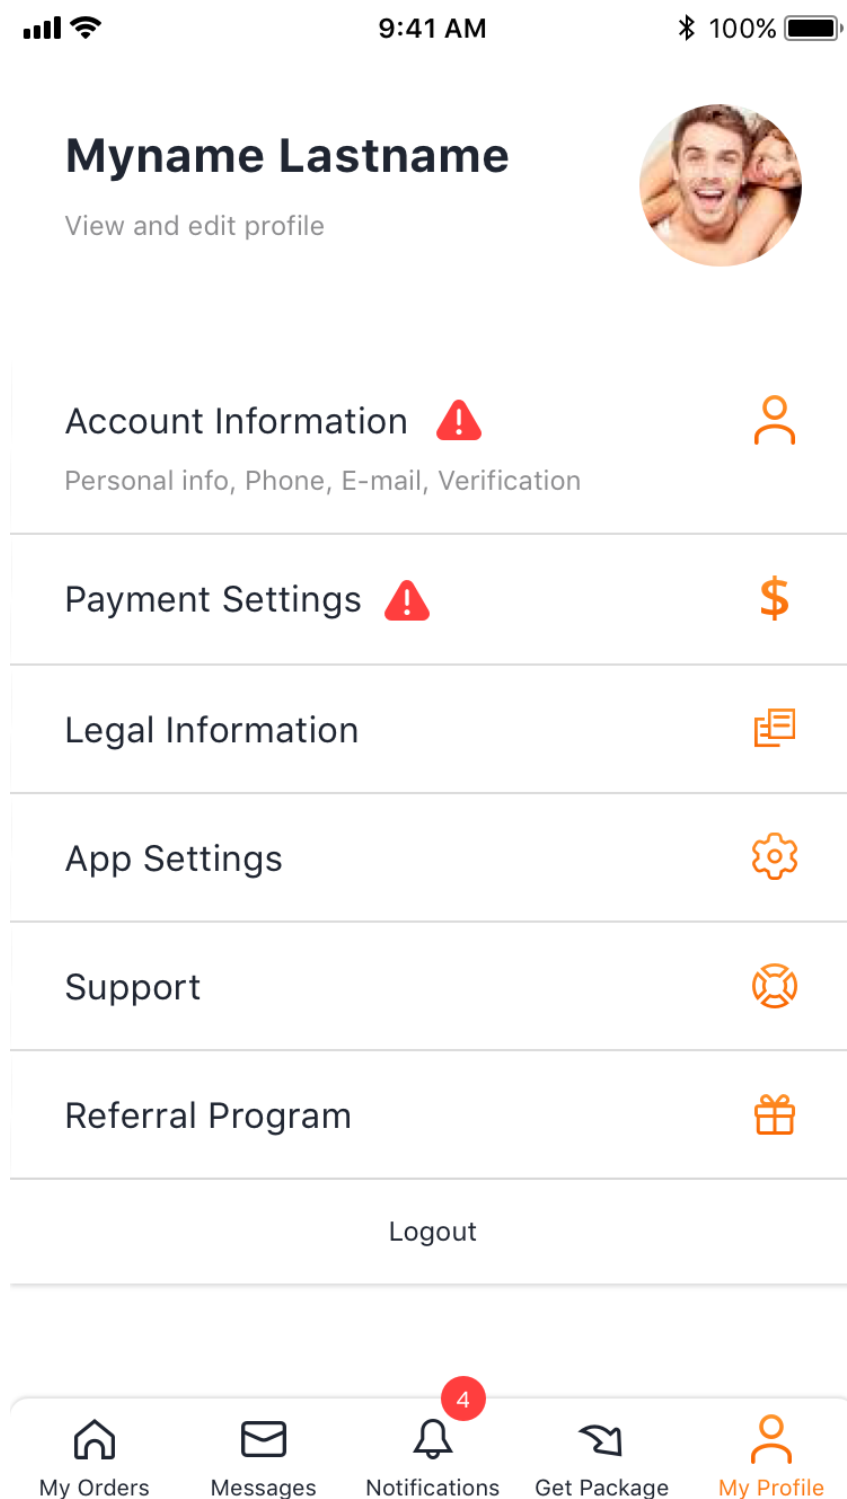 9:41 AM
100%
Myname Lastname
View and edit profile
Account Information
Personal info, Phone, E-mail, Verification
Payment Settings
$
Legal Information
App Settings
Support
Referral Program
Logout
4
My Orders
Messages
Notifications
Get Package
My Profile